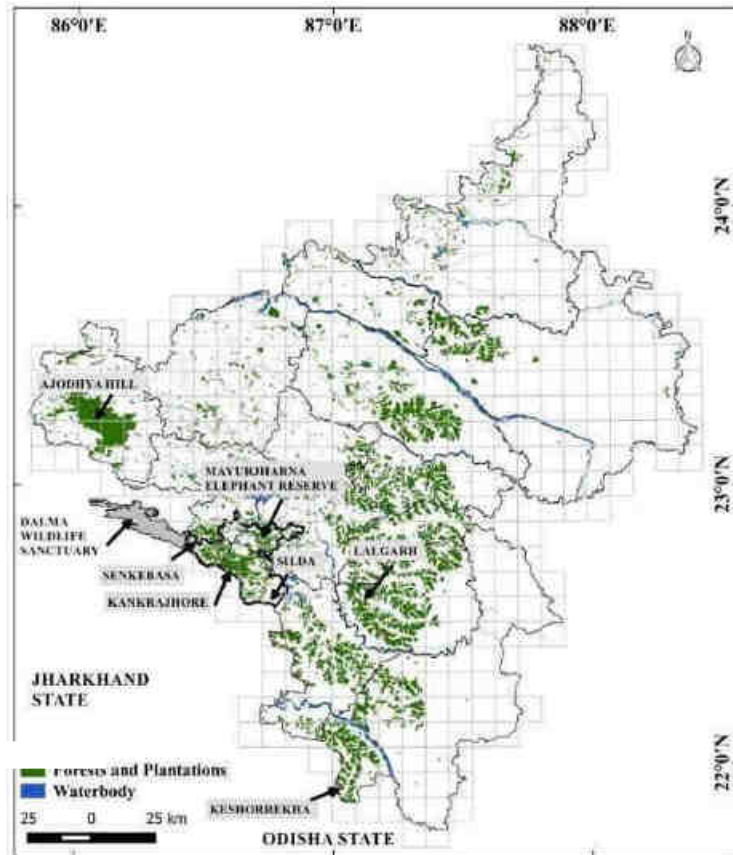 86°0'E 87°0'E 88°0'E
N
24°0'N
AJODHYA HILL
MAYURJHARNA
ELEPHANT RESERVE
23°0'N
DALMA
WILDLIFE
SANCTUARY
SILDA
LALGARH
SENKEBASA
KANKRAJHORE
JHARKHAND
STATE
22°0'N
Forests and Plantations
Waterbody
KESHORREKHA
25 0 25 km
ODISHA STATE